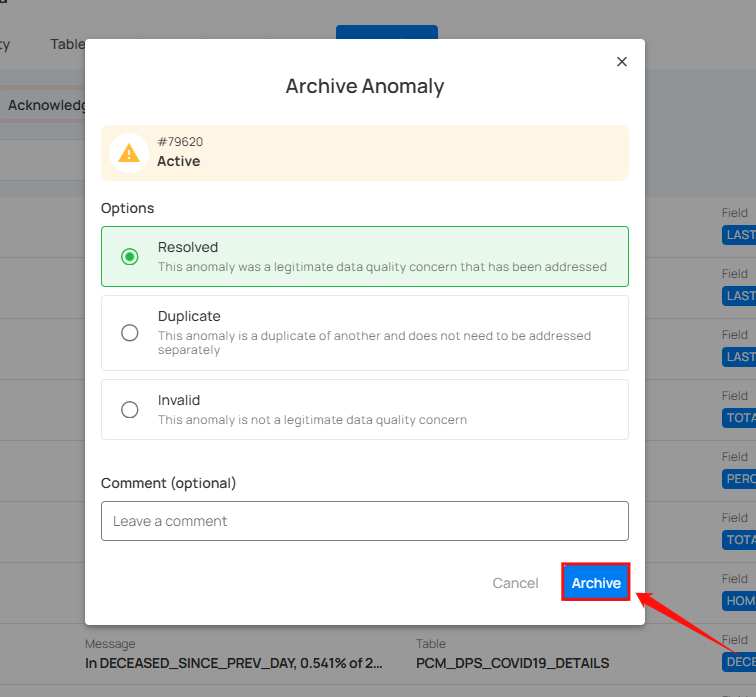 Table
Archive Anomaly
#79620
Active
Acknowledg
Options
Field
LAST
Resolved
This anomaly was a legitimate data quality concern that has been addressed
Field
LAST
Duplicate
This anomaly is a duplicate of another and does not need to be addressed
separately
Field
LAST
Invalid
This anomaly is not a legitimate data quality concern
Field
TOTA
Comment (optional)
Leave a comment
Field
PERC
Field
TOTA
Cancel
Archive
Field
HOM
Message
Table
Field
In DECEASED_SINCE_PREV_DAY, 0.541% of 2...
PCM_DPS_COVID19_DETAILS
DECE